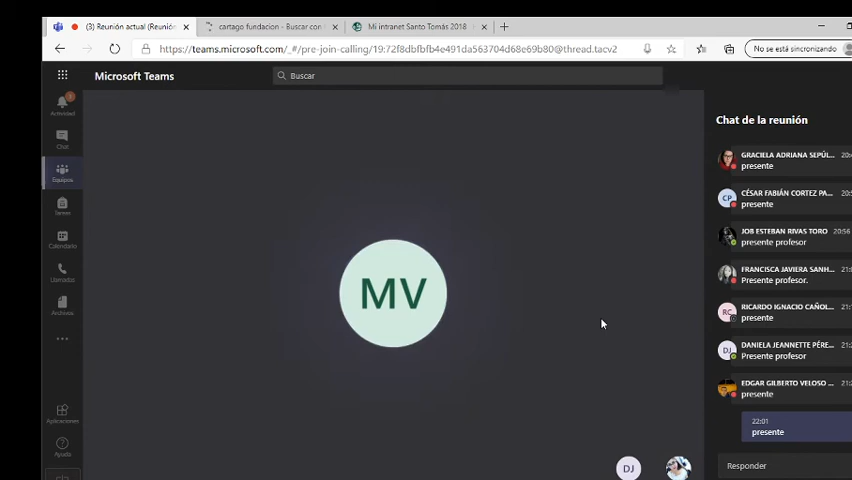 (3) Reunión actual (Reunión
cartago fundacion - Buscar con
Mi intranet Santo Tomás 2018
https://teams.microsoft.com/_#/pre-join-calling/19:72f8dbfbfb4e491da563704d68e69b80@thread.tacv2
No se está sincronizando
Microsoft Teams
Buscar
Actividad
Chat
Equipos
Tareas
Calendario
Llamadas
Archivos
Aplicaciones
Ayuda
MV
DJ
Chat de la reunión
GRACIELA ADRIANA SEPÚL...
presente
CP
CÉSAR FABIÁN CORTEZ PA...
presente
JOB ESTEBAN RIVAS TORO 20:56
presente profesor
FRANCISCA JAVIERA SANH...
Presente profesor.
RC
RICARDO IGNACIO CAÑOL...
presente
DJ
DANIELA JEANNETTE PÉRE...
Presente profesor
EDGAR GILBERTO VELOSO ...
presente
22:01
presente
Responder